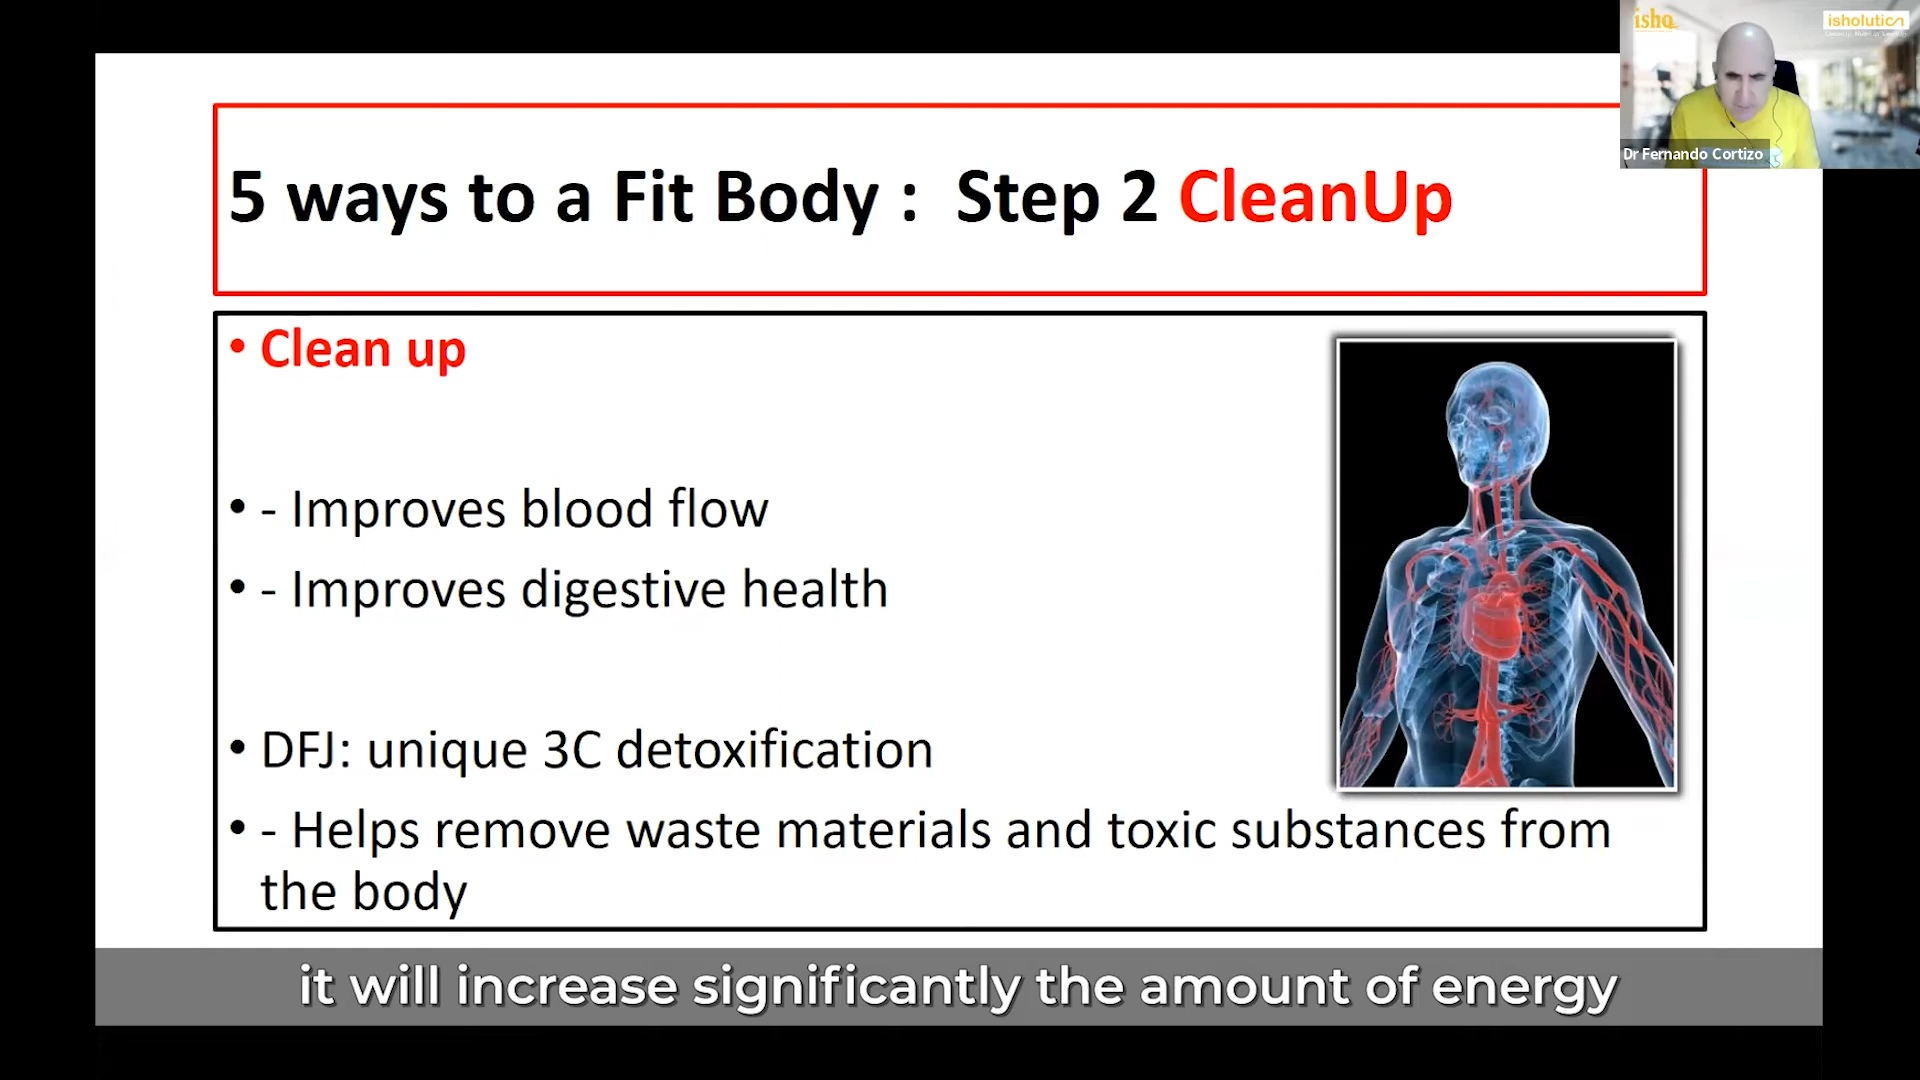 isho
isholution
Dr Fernando Cortizo
5 ways to a Fit Body : Step 2 CleanUp
• Clean up
• - Improves blood flow
• - Improves digestive health
• DFJ: unique 3C detoxification
• - Helps remove waste materials and toxic substances from
the body
it will increase significantly the amount of energy